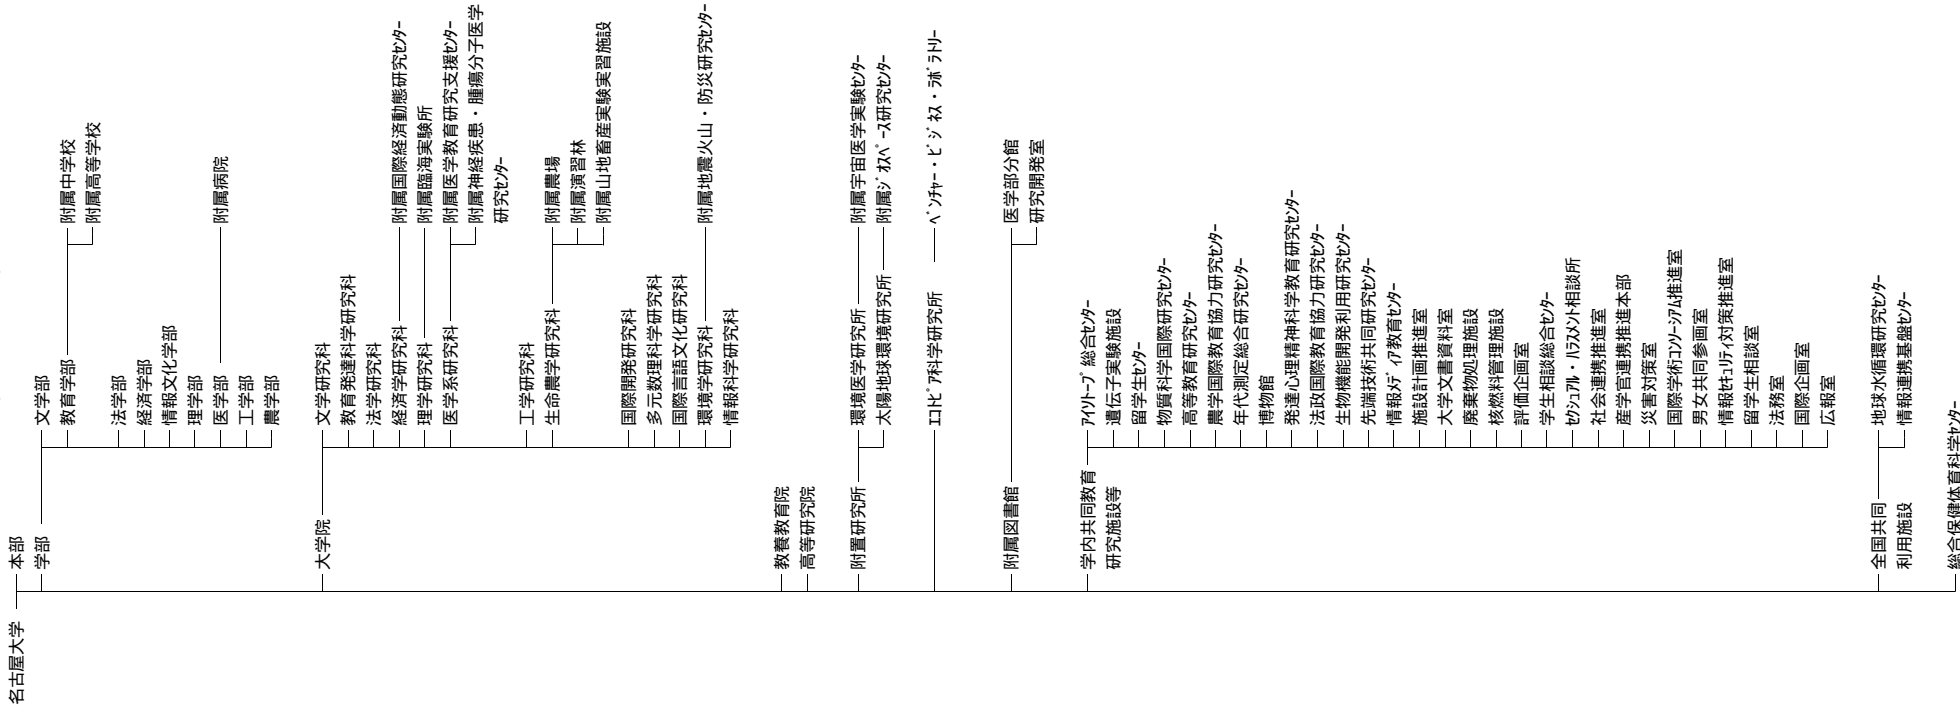 名古屋大学
本部
学部
文学部
教育学部
附属中学校
附属高等学校
法学部
経済学部
情報文化学部
理学部
医学部
附属病院
工学部
農学部
大学院
文学研究科
教育発達科学研究科
法学研究科
経済学研究科
附属国際経済動態研究ｾﾝﾀｰ
理学研究科
附属臨海実験所
医学系研究科
附属医学教育研究支援ｾﾝﾀｰ
附属神経疾患・腫瘍分子医学
研究ｾﾝﾀｰ
工学研究科
生命農学研究科
附属農場
附属演習林
附属山地畜産実験実習施設
国際開発研究科
多元数理科学研究科
国際言語文化研究科
環境学研究科
附属地震火山・防災研究ｾﾝﾀｰ
情報科学研究科
教養教育院
高等研究院
附置研究所
環境医学研究所
附属宇宙医学実験ｾﾝﾀｰ
太陽地球環境研究所
附属ｼﾞｵｽﾍﾟｰｽ研究ｾﾝﾀｰ
ｴｺﾄﾋﾟｱ科学研究所
ﾍﾞﾝﾁｬｰ・ﾋﾞｼﾞﾈｽ・ﾗﾎﾞﾗﾄﾘｰ
附属図書館
医学部分館
研究開発室
学内共同教育
研究施設等
ｱｲｿﾄｰﾌﾟ総合ｾﾝﾀｰ
遺伝子実験施設
留学生ｾﾝﾀｰ
物質科学国際研究ｾﾝﾀｰ
高等教育研究ｾﾝﾀｰ
農学国際教育協力研究ｾﾝﾀｰ
年代測定総合研究ｾﾝﾀｰ
博物館
発達心理精神科学教育研究ｾﾝﾀｰ
法政国際教育協力研究ｾﾝﾀｰ
生物機能開発利用研究ｾﾝﾀｰ
先端技術共同研究ｾﾝﾀｰ
情報ﾒﾃﾞｨｱ教育ｾﾝﾀｰ
施設計画推進室
大学文書資料室
廃棄物処理施設
核燃料管理施設
評価企画室
学生相談総合ｾﾝﾀｰ
ｾｸｼｭｱﾙ・ﾊﾗｽﾒﾝﾄ相談所
社会連携推進室
産学官連携推進本部
災害対策室
国際学術ｺﾝｿｰｼｱﾑ推進室
男女共同参画室
情報ｾｷｭﾘﾃｨ対策推進室
留学生相談室
法務室
国際企画室
広報室
全国共同
利用施設
地球水循環研究ｾﾝﾀｰ
情報連携基盤ｾﾝﾀｰ
総合保健体育科学ｾﾝﾀｰ